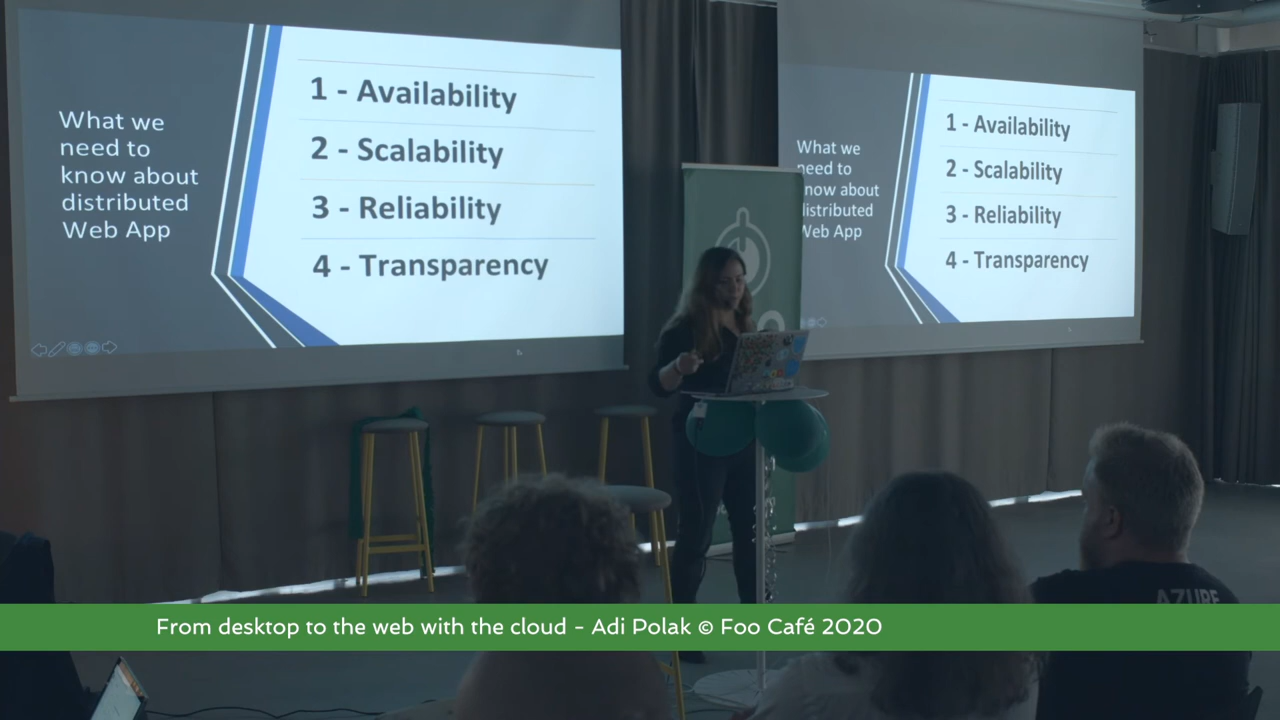 What we
need to
know about
distributed
Web App
1 - Availability
2 - Scalability
3 - Reliability
4 - Transparency
What we
need to
know about
distributed
Web App
1 - Availability
2 - Scalability
3 - Reliability
4 - Transparency
AZURE
From desktop to the web with the cloud - Adi Polak © Foo Café 2020